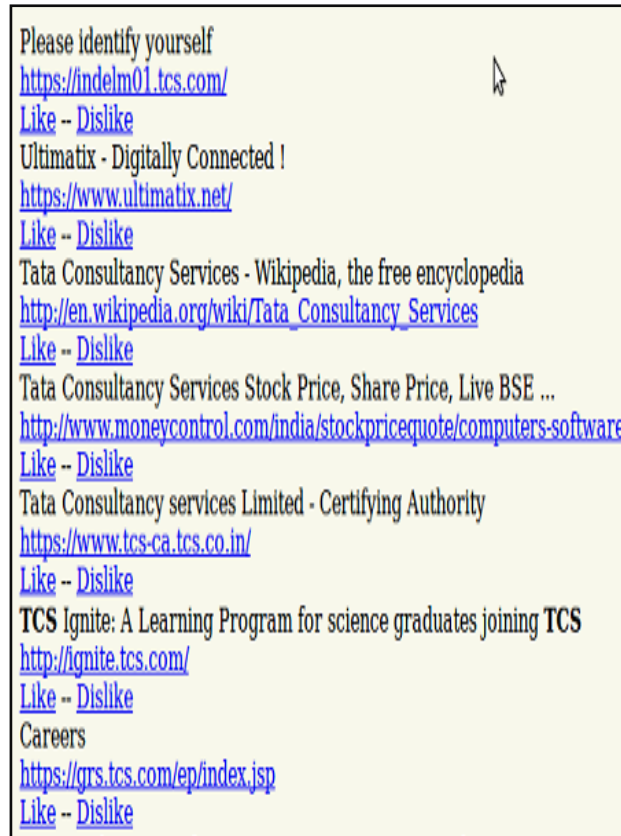 Please identify yourself
https://indelm01.tcs.com/
Like -- Dislike
Ultimatix - Digitally Connected !
https://www.ultimatix.net/
Like -- Dislike
Tata Consultancy Services - Wikipedia, the free encyclopedia
http://en.wikipedia.org/wiki/Tata_Consultancy_Services
Like -- Dislike
Tata Consultancy Services Stock Price, Share Price, Live BSE ...
http://www.moneycontrol.com/india/stockpricequote/computers-software
Like -- Dislike
Tata Consultancy services Limited - Certifying Authority
https://www.tcs-ca.tcs.co.in/
Like -- Dislike
TCS Ignite: A Learning Program for science graduates joining TCS
http://ignite.tcs.com/
Like -- Dislike
Careers
https://grs.tcs.com/ep/index.jsp
Like -- Dislike